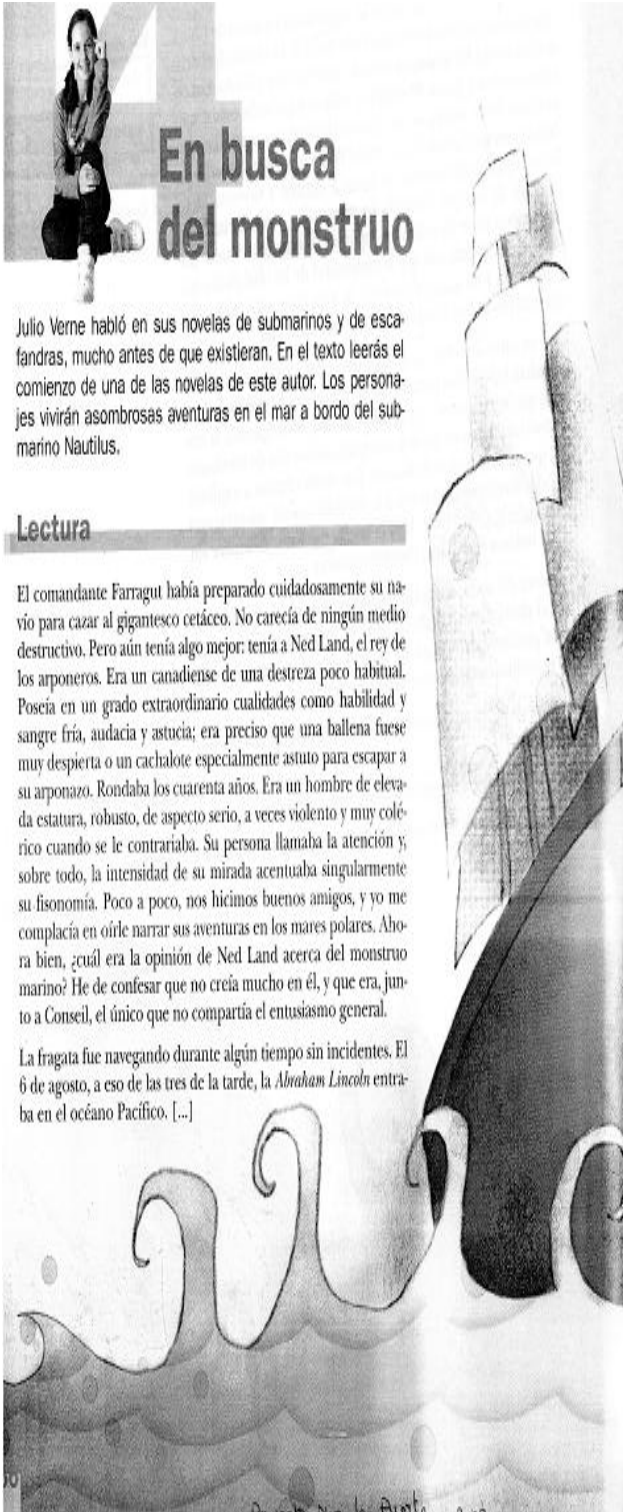 14
En busca
del monstruo
Julio Verne habló en sus novelas de submarinos y de esca-
fandras, mucho antes de que existieran. En el texto leerás el
comienzo de una de las novelas de este autor. Los persona-
jes vivirán asombrosas aventuras en el mar a bordo del sub-
marino Nautilus.
Lectura
El comandante Farragut había preparado cuidadosamente su na-
vío para cazar al gigantesco cetáceo. No carecía de ningún medio
destructivo. Pero aún tenía algo mejor: tenía a Ned Land, el rey de
los arponeros. Era un canadiense de una destreza poco habitual.
Poseía en un grado extraordinario cualidades como habilidad y
sangre fría, audacia y astucia; era preciso que una ballena fuese
muy despierta o un cachalote especialmente astuto para escapar a
su arponazo. Rondaba los cuarenta años. Era un hombre de eleva-
da estatura, robusto, de aspecto serio, a veces violento y muy colé-
rico cuando se le contrariaba. Su persona llamaba la atención y,
sobre todo, la intensidad de su mirada acentuaba singularmente
su fisonomía. Poco a poco, nos hicimos buenos amigos, y yo me
complacía en oírle narrar sus aventuras en los mares polares. Aho-
ra bien, ¿cuál era la opinión de Ned Land acerca del monstruo
marino? He de confesar que no creía mucho en él, y que era, jun-
to a Conseil, el único que no compartía el entusiasmo general.
La fragata fue navegando durante algún tiempo sin incidentes. El
6 de agosto, a eso de las tres de la tarde, la Abraham Lincoln entra-
ba en el océano Pacífico. [...]